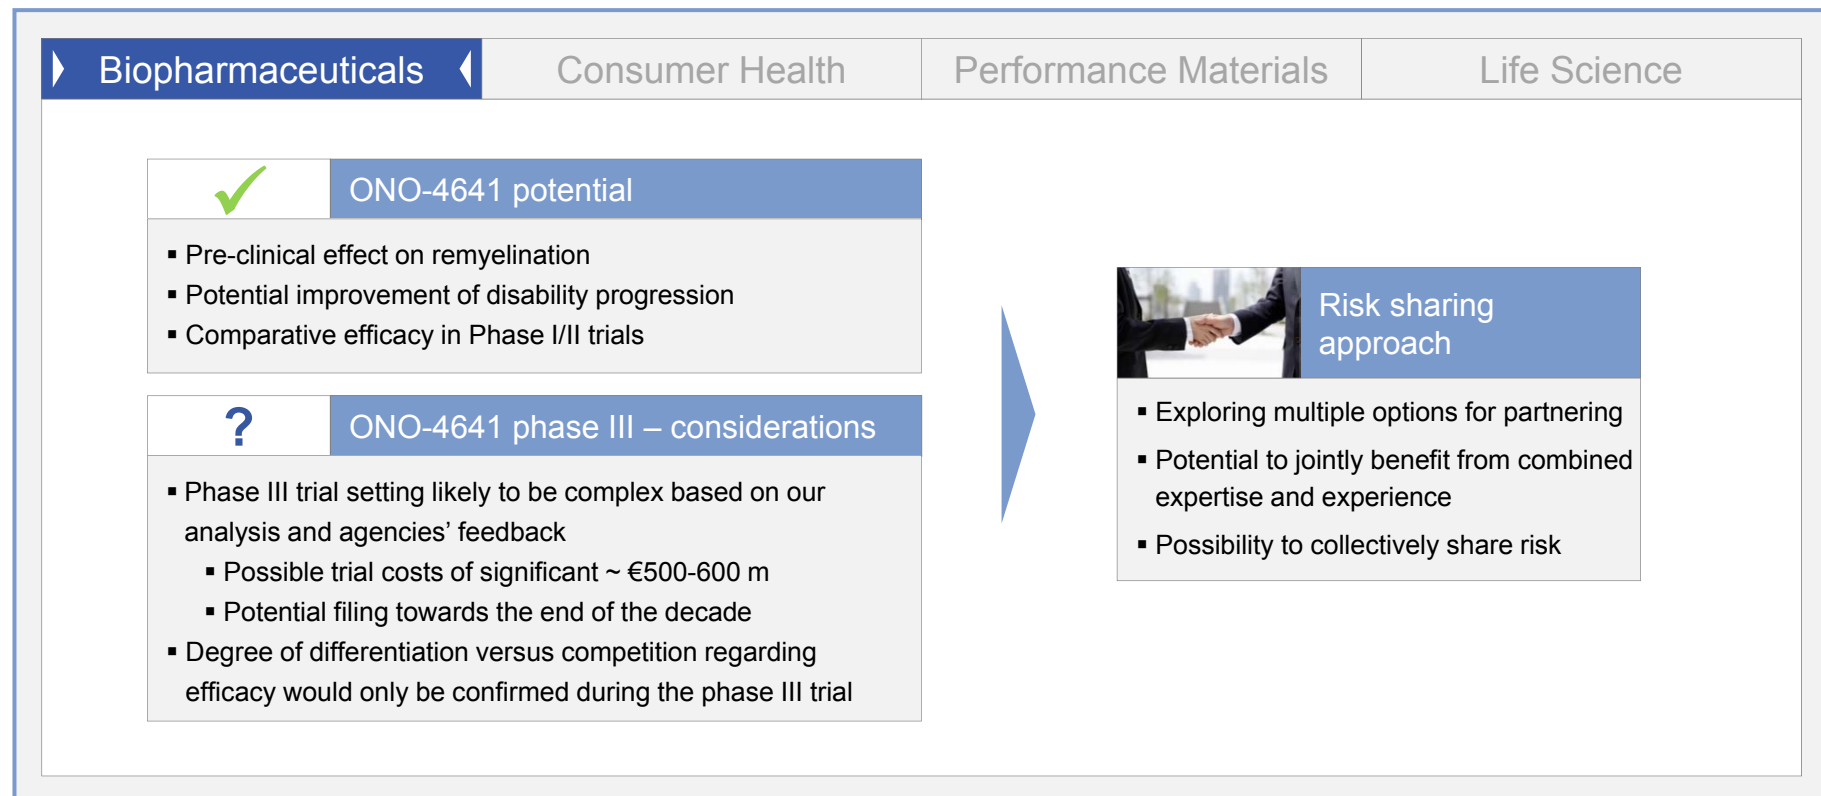 Biopharmaceuticals
Consumer Health
Performance Materials
Life Science
ONO-4641 potential
▪ Pre-clinical effect on remyelination
▪ Potential improvement of disability progression
▪ Comparative efficacy in Phase I/II trials
?
ONO-4641 phase III – considerations
▪ Phase III trial setting likely to be complex based on our
analysis and agencies’ feedback
▪ Possible trial costs of significant ~ €500-600 m
▪ Potential filing towards the end of the decade
▪ Degree of differentiation versus competition regarding
efficacy would only be confirmed during the phase III trial
Risk sharing
approach
▪ Exploring multiple options for partnering
▪ Potential to jointly benefit from combined
expertise and experience
▪ Possibility to collectively share risk